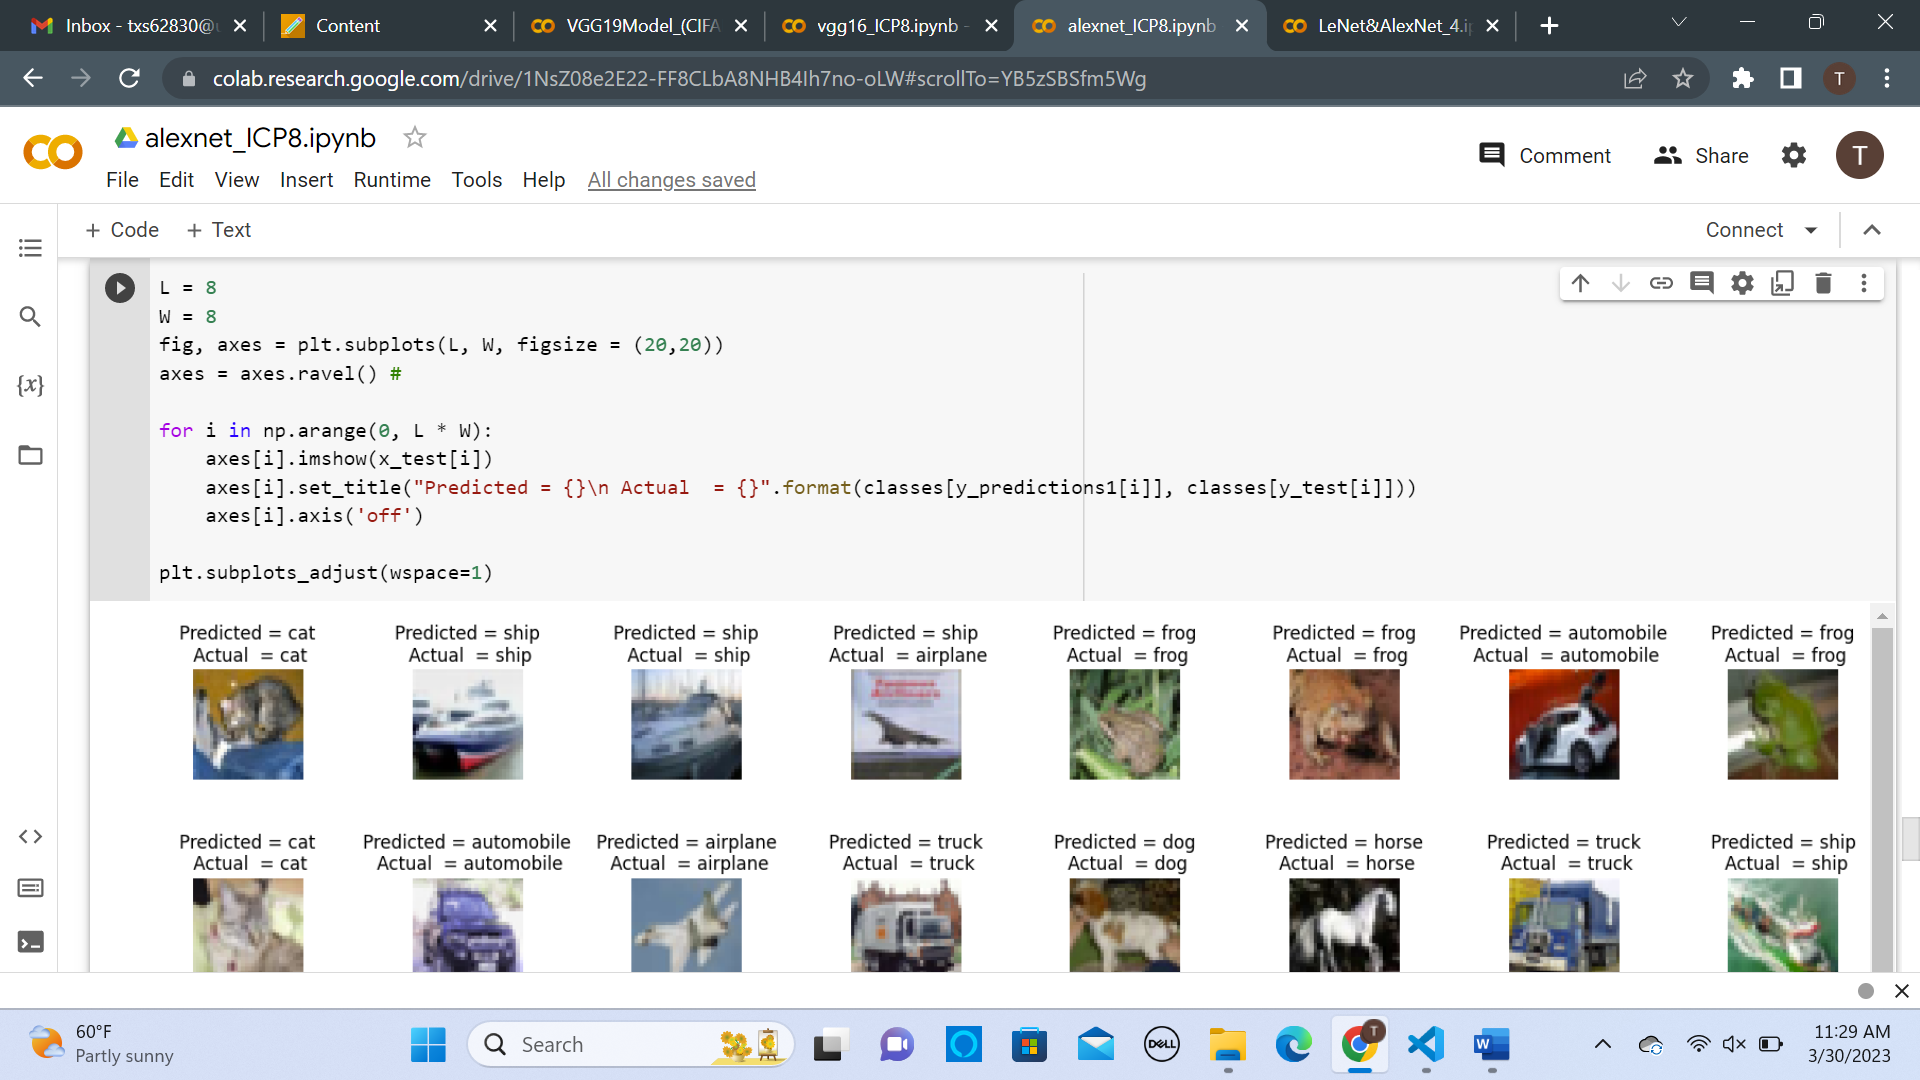 Inbox - txs62830@u
Content
VGG19Model_(CIFA
vgg16_ICP8.ipynb -
alexnet_ICP8.ipynb
LeNet&AlexNet_4.ip
colab.research.google.com/drive/1NsZ08e2E22-FF8CLbA8NHB4Ih7no-oLW#scrollTo=YB5zSBSfm5Wg
T
alexnet_ICP8.ipynb
Comment
Share
T
File Edit View Insert Runtime Tools Help All changes saved
+ Code + Text
Connect
L = 8
W = 8
fig, axes = plt.subplots(L, W, figsize = (20,20))
axes = axes.ravel() #
for i in np.arange(0, L * W):
    axes[i].imshow(x_test[i])
    axes[i].set_title("Predicted = {}\n Actual  = {}".format(classes[y_predictions1[i]], classes[y_test[i]]))
    axes[i].axis('off')
plt.subplots_adjust(wspace=1)
Predicted = cat Predicted = ship Predicted = ship Predicted = ship Predicted = frog Predicted = frog Predicted = automobile Predicted = frog
Actual = cat Actual = ship Actual = ship Actual = airplane Actual = frog Actual = frog Actual = automobile Actual = frog
Predicted = cat Predicted = automobile Predicted = airplane Predicted = truck Predicted = dog Predicted = horse Predicted = truck Predicted = ship
Actual = cat Actual = automobile Actual = airplane Actual = truck Actual = dog Actual = horse Actual = truck Actual = ship
60°F
Partly sunny
Search
DELL
T
W
11:29 AM
3/30/2023